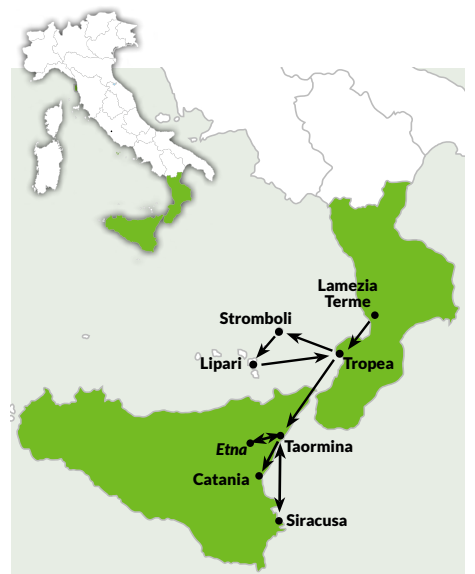 Lamezia
Terme
Stromboli
Lipari
Tropea
Etna
Taormina
Catania
Siracusa